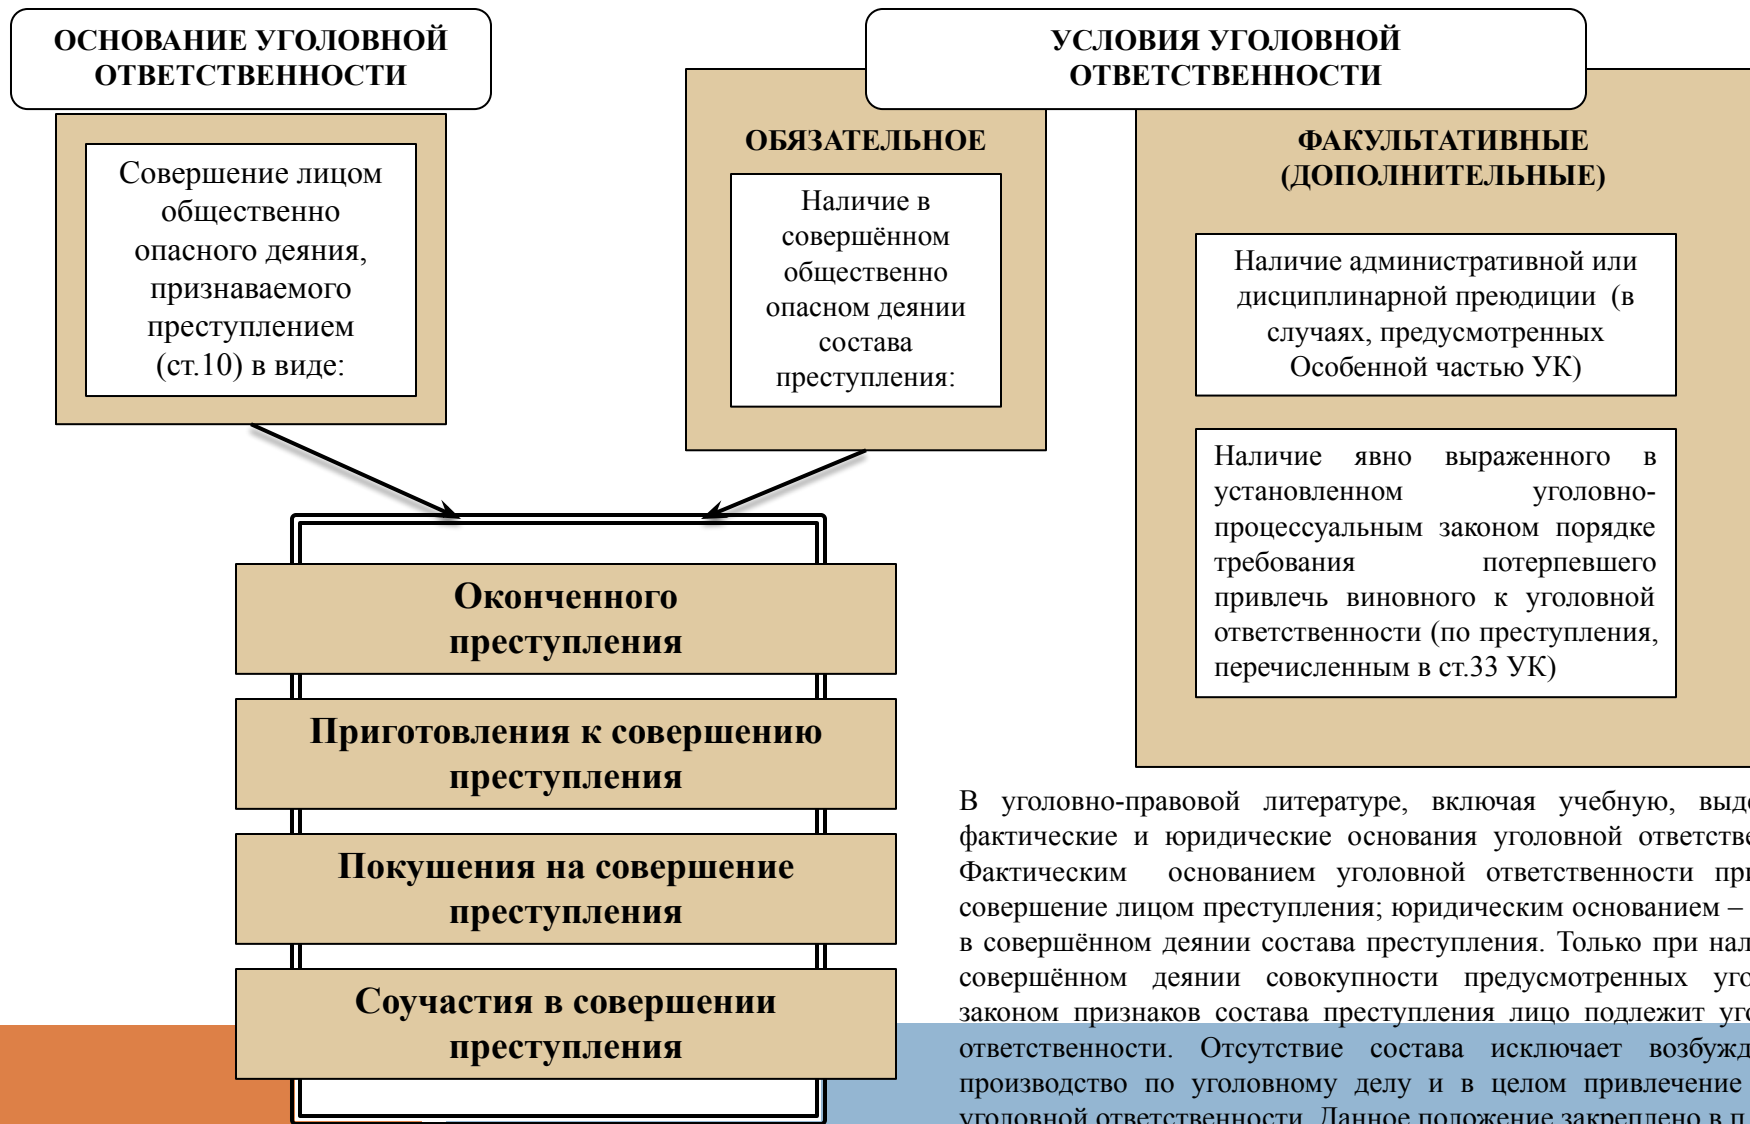 ОСНОВАНИЕ УГОЛОВНОЙ
ОТВЕТСТВЕННОСТИ
Совершение лицом
общественно
опасного деяния,
признаваемого
преступлением
(ст.10) в виде:
УСЛОВИЯ УГОЛОВНОЙ
ОТВЕТСТВЕННОСТИ
ОБЯЗАТЕЛЬНОЕ
Наличие в
совершённом
общественно
опасном деянии
состава
преступления:
ФАКУЛЬТАТИВНЫЕ
(ДОПОЛНИТЕЛЬНЫЕ)
Наличие административной или
дисциплинарной преюдиции (в
случаях, предусмотренных
Особенной частью УК)
Наличие явно выраженного в
установленном уголовно-
процессуальным законом порядке
требования потерпевшего
привлечь виновного к уголовной
ответственности (по преступления,
перечисленным в ст.33 УК)
Оконченного
преступления
Приготовления к совершению
преступления
Покушения на совершение
преступления
Соучастия в совершении
преступления
В уголовно-правовой литературе, включая учебную,
фактические и юридические основания уголовной
Фактическим основанием уголовной ответственности
совершение лицом преступления; юридическим основанием –
в совершённом деянии состава преступления. Только при
совершённом деянии совокупности предусмотренных
законом признаков состава преступления лицо подлежит
ответственности. Отсутствие состава исключает
производство по уголовному делу и в целом привлечение
уголовной ответственности. Данное положение закреплено в п